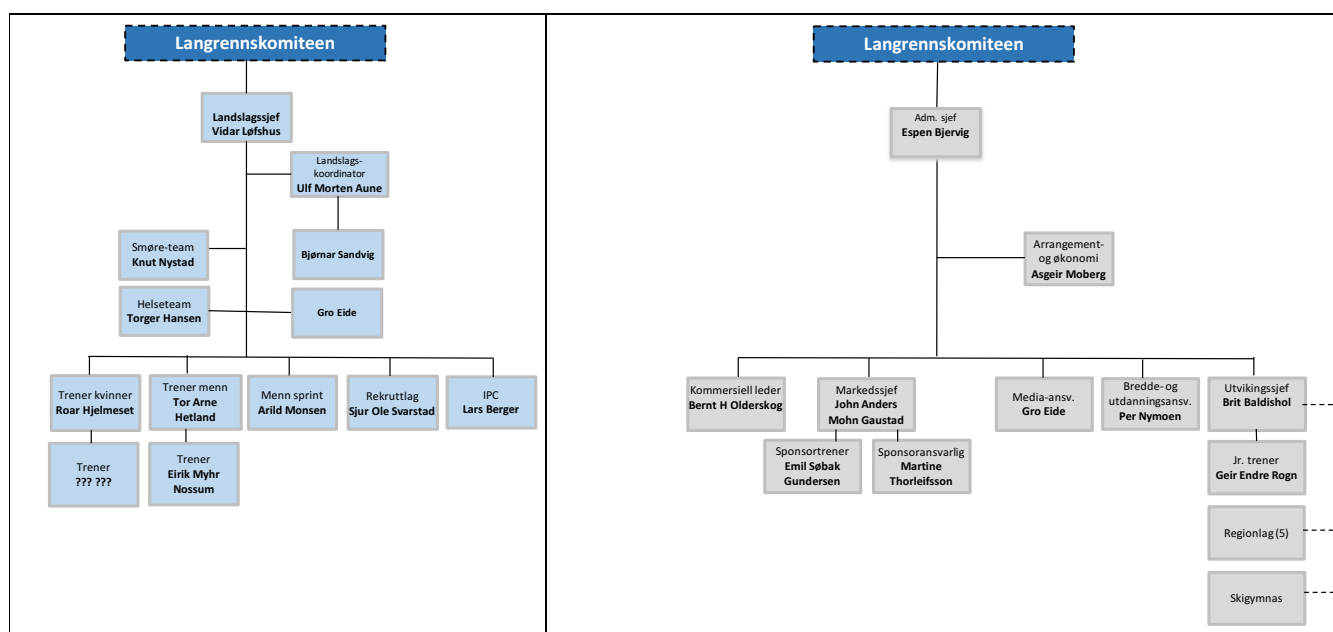 Langrennskomiteen
Landslagssjef
Vidar Løfshus
Landslags-
koordinator
Ulf Morten Aune
Smøre-team
Knut Nystad
Bjørnar Sandvig
Helseteam
Torger Hansen
Gro Eide
Trener kvinner
Roar Hjelmeset
Trener menn
Tor Arne
Hetland
Menn sprint
Arild Monsen
Rekruttlag
Sjur Ole Svarstad
IPC
Lars Berger
Trener
??? ???
Trener
Eirik Myhr
Nossum
Langrennskomiteen
Adm. sjef
Espen Bjervig
Arrangement-
og økonomi
Asgeir Moberg
Kommersiell leder
Bernt H Olderskog
Markedssjef
John Anders
Mohn Gaustad
Media-ansv.
Gro Eide
Bredde- og
utdanningsansv.
Per Nymoen
Utvikingssjef
Brit Baldishol
Sponsortrener
Emil Søbak
Gundersen
Sponsoransvarlig
Martine
Thorleifsson
Jr. trener
Geir Endre Rogn
Regionlag (5)
Skigymnas